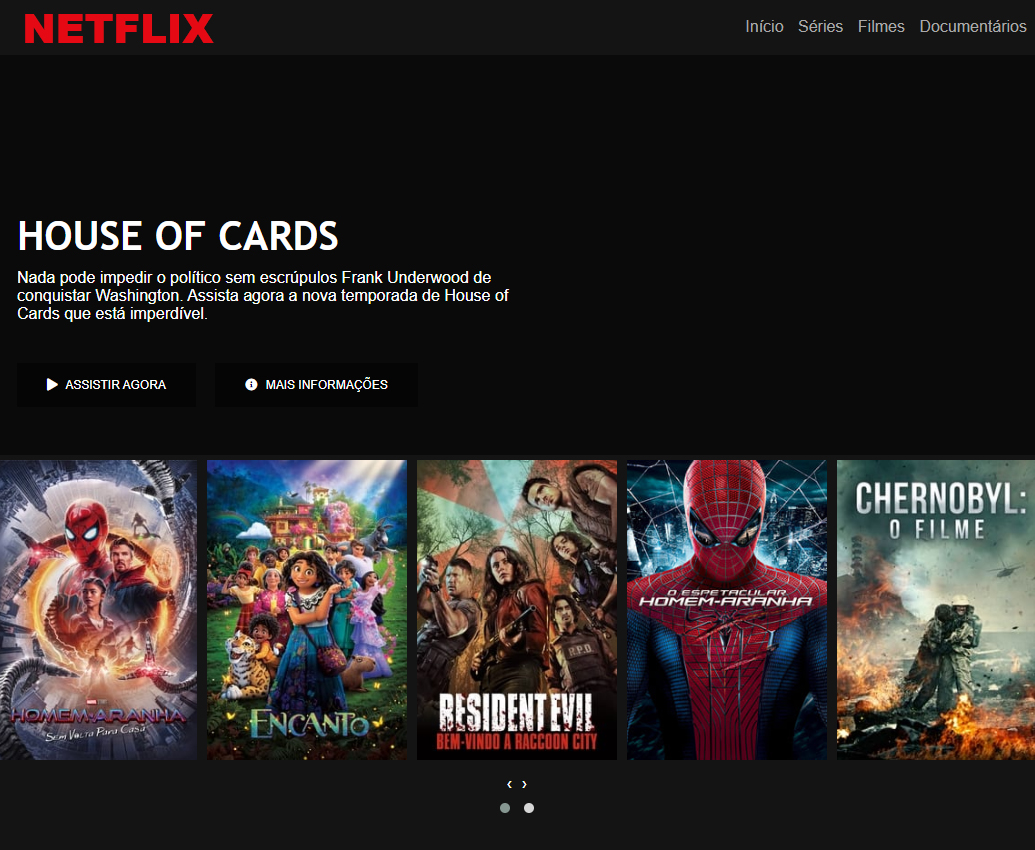 NETFLIX
Início Séries Filmes Documentários
HOUSE OF CARDS
Nada pode impedir o político sem escrúpulos Frank Underwood de
conquistar Washington. Assista agora a nova temporada de House of
Cards que está imperdível.
ASSISTIR AGORA
MAIS INFORMAÇÕES
HOMEM-ARANHA
Sem Volta Para Casa
ENCANTO
R.P.D
RESIDENT EVIL
BEM-VINDO A RACCOON CITY
O ESPETACULAR
HOMEM-ARANHA
CHERNOBYL:
O FILME
‹ ›